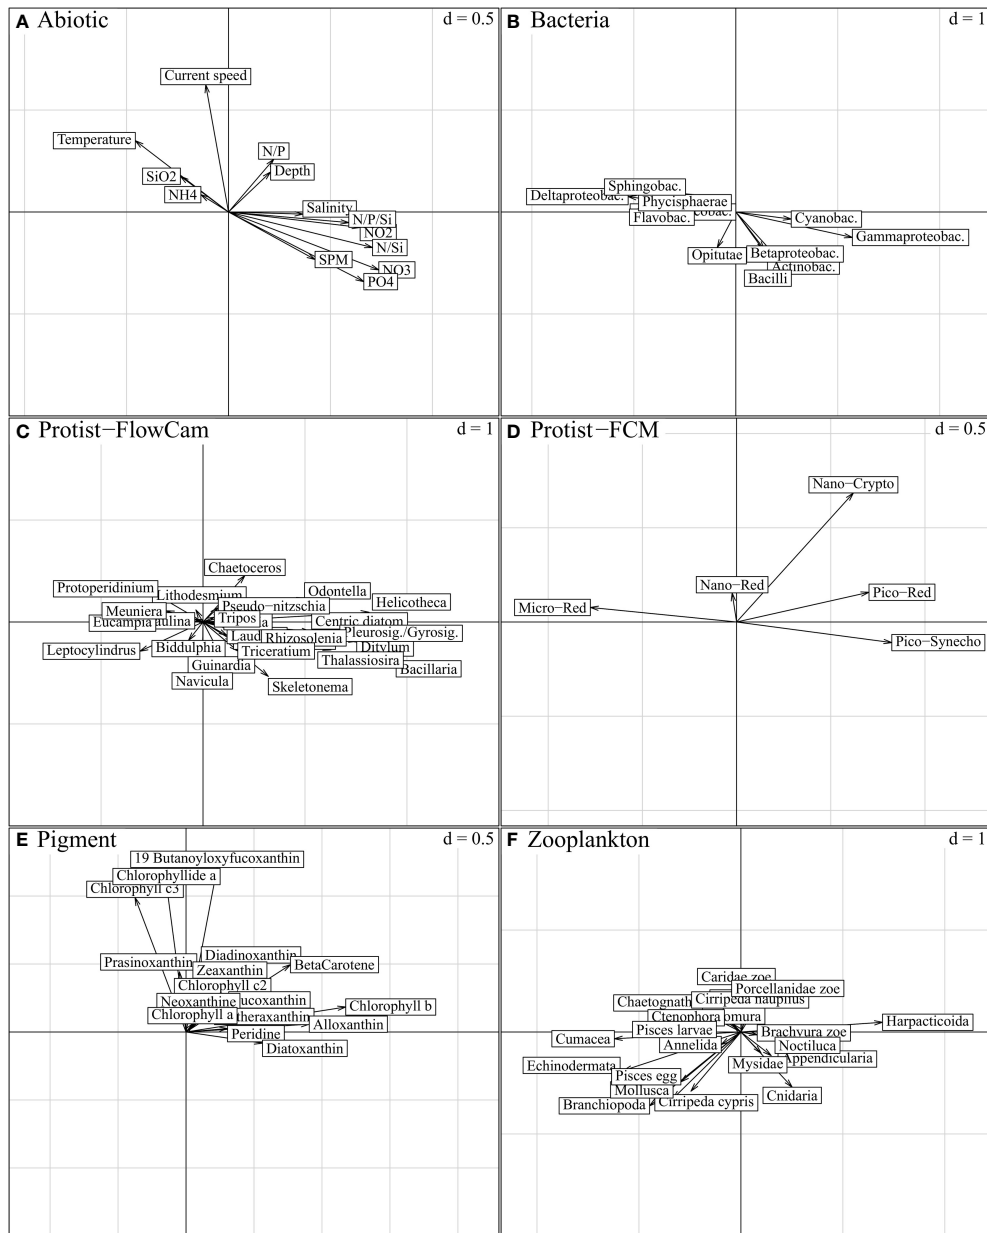 A Abiotic
d = 0.5
Current speed
Temperature
N/P
Depth
SiO2
NH4
Salinity
N/P/Si
NO2
N/Si
SPM
NO3
PO4
B Bacteria
d = 1
Sphingobac.
Deltaproteobac.
Phycisphaerae
Flavobac.
Cyanobac.
Gammaproteobac.
Opitutae
Betaproteobac.
Actinobac.
Bacilli
C Protist−FlowCam
d = 1
Chaetoceros
Protoperidinium
Lithodesmium
Odontella
Helicotheca
Meuniera
Pseudo−nitzschia
Tripos
Eucampia
Centric diatom
Pleurosig./Gyrosig.
Rhizosolenia
Leptocylindrus
Biddulphia
Triceratium
Ditylum
Guinardia
Thalassiosira
Bacillaria
Navicula
Skeletonema
D Protist−FCM
d = 0.5
Nano−Crypto
Nano−Red
Pico−Red
Micro−Red
Pico−Synecho
E Pigment
d = 0.5
19 Butanoyloxyfucoxanthin
Chlorophyllide a
Chlorophyll c3
Diadinoxanthin
Prasinoxanthin
Zeaxanthin
BetaCarotene
Chlorophyll c2
Neoxanthine
Chlorophyll b
Chlorophyll a
Alloxanthin
Peridine
Diatoxanthin
F Zooplankton
d = 1
Caridae zoe
Porcellanidae zoe
Cirripeda nauplius
Ctenophora
Harpacticoida
Pisces larvae
Brachyura zoe
Cumacea
Annelida
Noctiluca
Appendicularia
Echinodermata
Mysidae
Pisces egg
Mollusca
Cnidaria
Branchiopoda
Cirripeda cypris